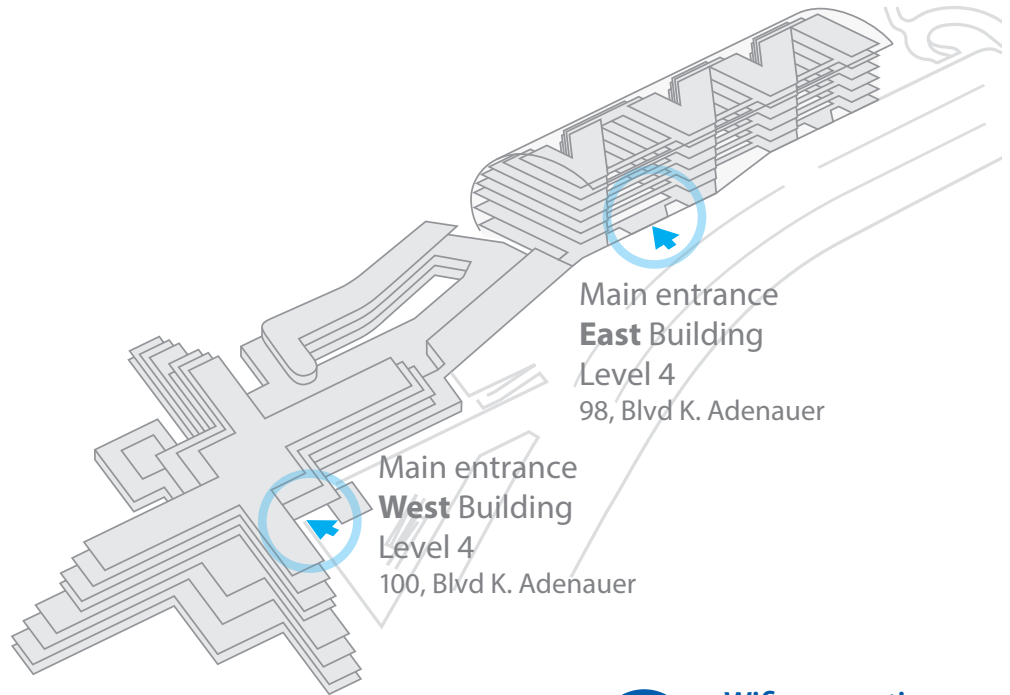 Main entrance
East Building
Level 4
98, Blvd K. Adenauer
Main entrance
West Building
Level 4
100, Blvd K. Adenauer